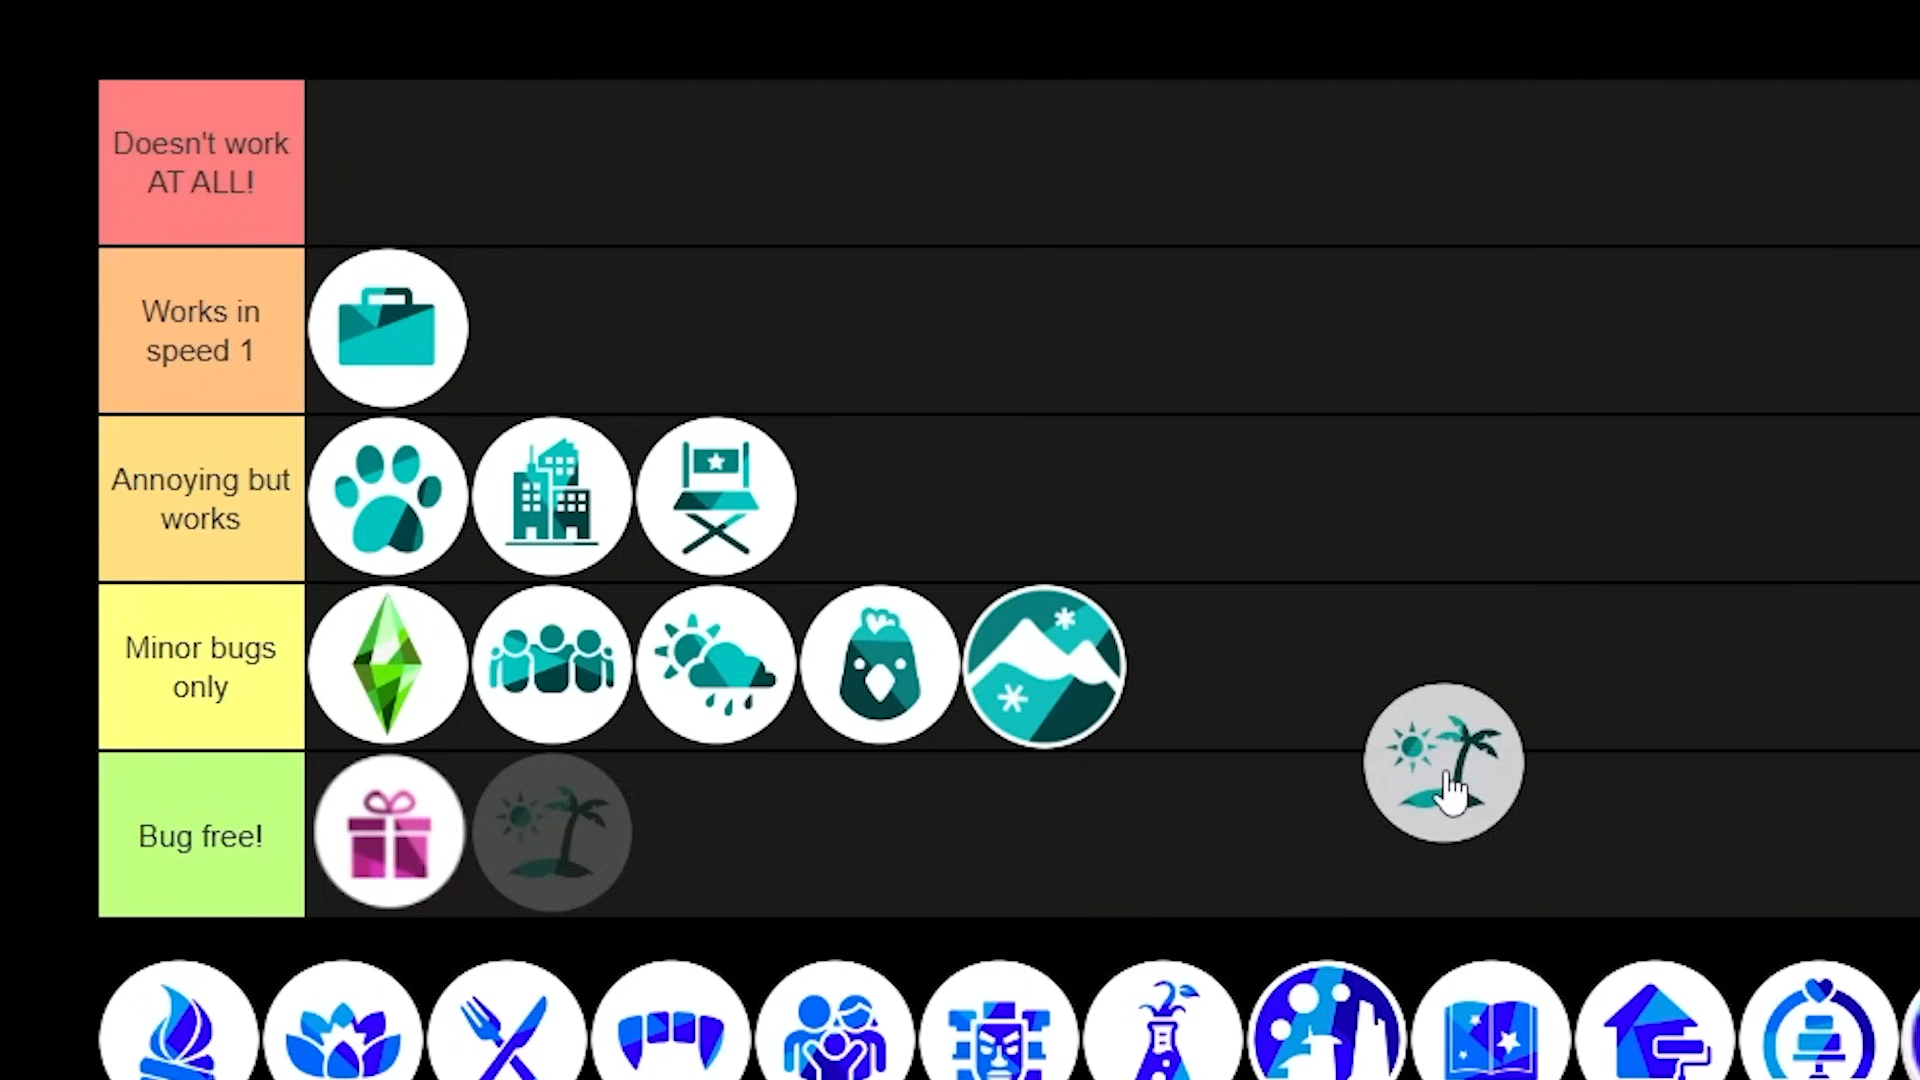 Doesn't work
AT ALL!
Works in
speed 1
Annoying but
works
Minor bugs
only
Bug free!